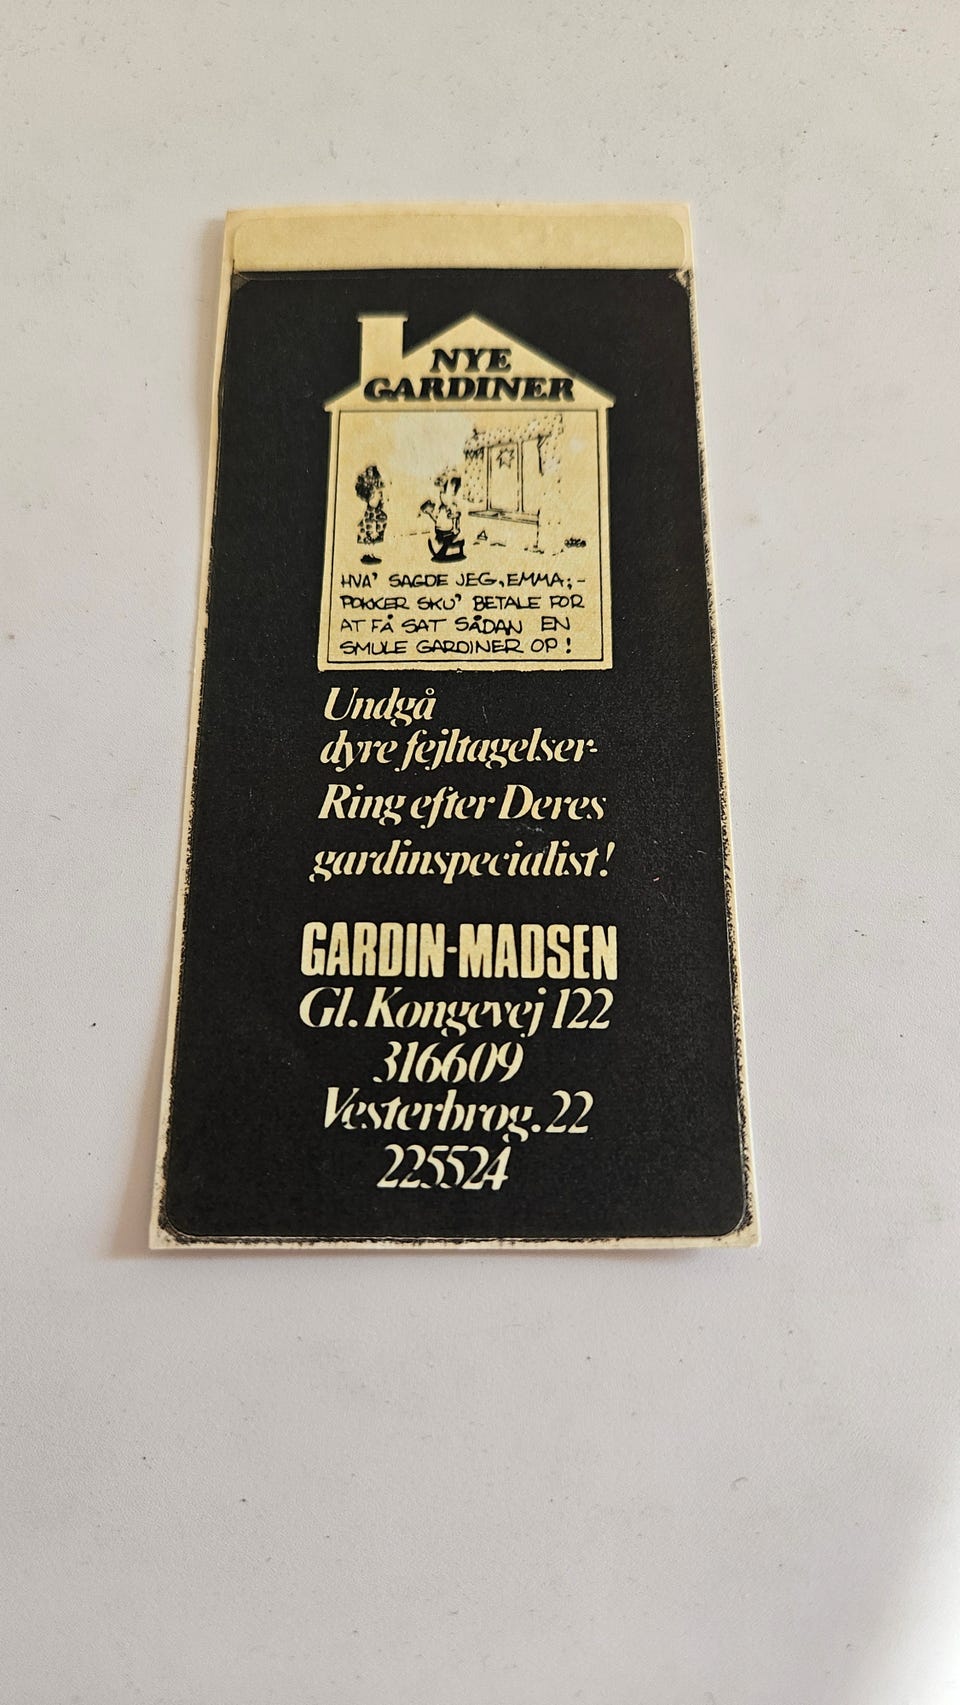 NYE
GARDINER
HVA' SAGDE JEG, EMMA;-
POKKER SKU' BETALE FOR
AT FÅ SAT SÅDAN EN
SMULE GARDINER OP!
Undgå
dyre fejltagelser-
Ring efter Deres
gardinspecialist!
GARDIN-MADSEN
Gl. Kongevej 122
316609
Vesterbrog. 22
225524